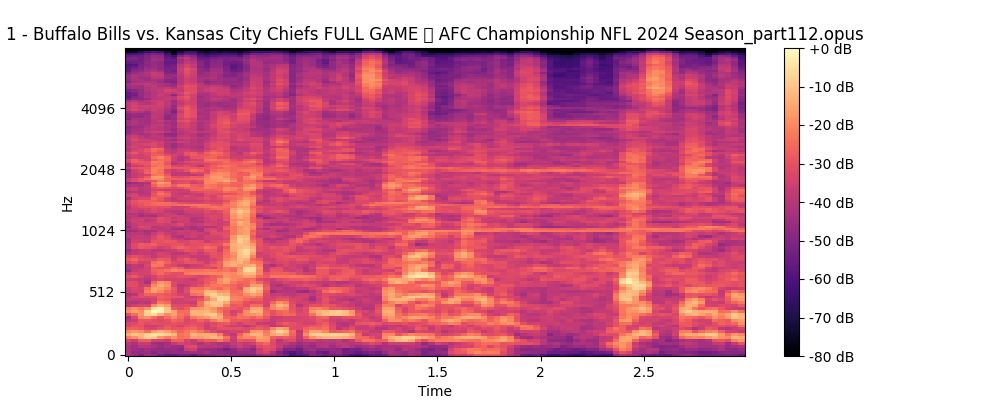 1 - Buffalo Bills vs. Kansas City Chiefs FULL GAME ▯ AFC Championship NFL 2024 Season_part112.opus
+0 dB
-10 dB
4096
-20 dB
2048
-30 dB
Hz
-40 dB
1024
-50 dB
512
-60 dB
-70 dB
0
-80 dB
0
0.5
1
1.5
2
2.5
Time